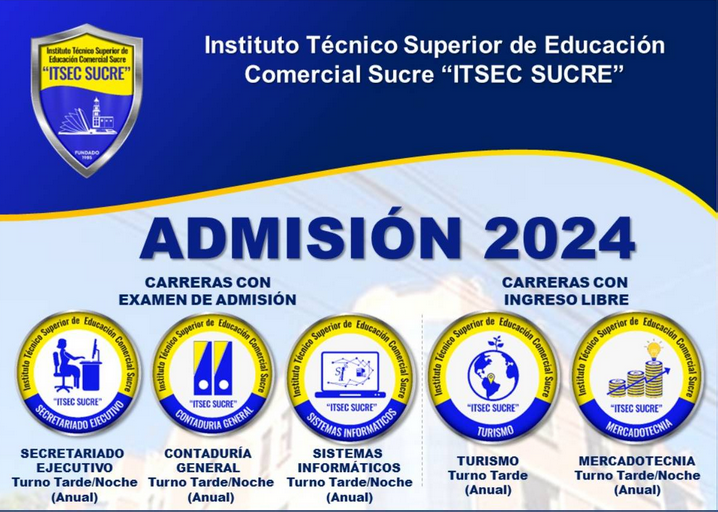 Instituto Técnico Superior de
Educación Comercial Sucre
"ITSEC SUCRE"
FUNDADO
Instituto Técnico Superior de Educación
Comercial Sucre “ITSEC SUCRE”
ADMISIÓN 2024
CARRERAS CON
EXAMEN DE ADMISIÓN
CARRERAS CON
INGRESO LIBRE
Instituto Técnico Superior de Educación Comercial Sucre
"ITSEC SUCRE"
SECRETARIADO EJECUTIVO
Instituto Técnico Superior de Educación Comercial Sucre
"ITSEC SUCRE"
CONTADURÍA GENERAL
Instituto Técnico Superior de Educación Comercial Sucre
"ITSEC SUCRE"
SISTEMAS INFORMÁTICOS
Instituto Técnico Superior de Educación Comercial Sucre
"ITSEC SUCRE"
TURISMO
Instituto Técnico Superior de Educación Comercial Sucre
"ITSEC SUCRE"
MERCADOTECNIA
SECRETARIADO
EJECUTIVO
Turno Tarde/Noche
(Anual)
CONTADURÍA
GENERAL
Turno Tarde/Noche
(Anual)
SISTEMAS
INFORMÁTICOS
Turno Tarde/Noche
(Anual)
TURISMO
Turno Tarde
(Anual)
MERCADOTECNIA
Turno Tarde/Noche
(Anual)